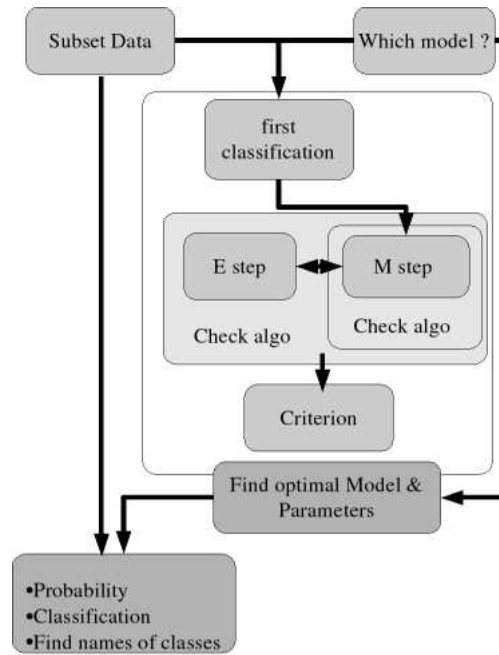 Subset Data
Which model ?
first
classification
E step
M step
Check algo
Check algo
Criterion
Find optimal Model &
Parameters
•Probability
•Classification
•Find names of classes